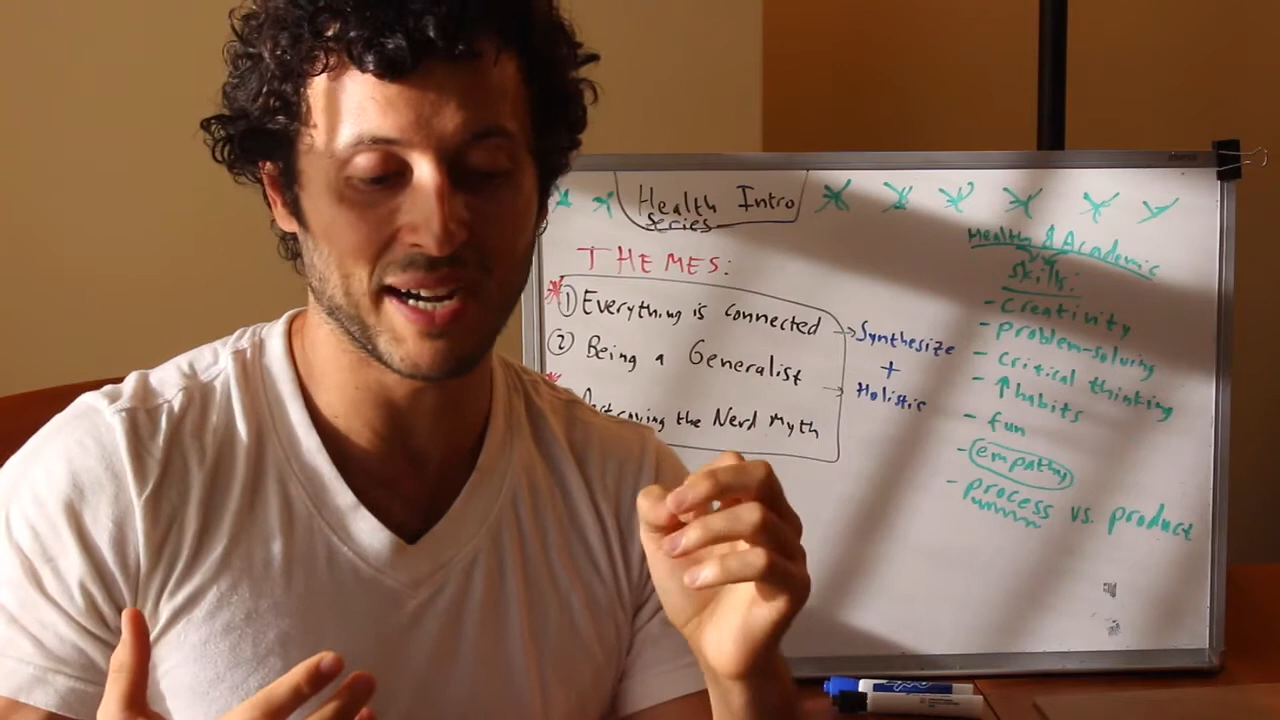 Health Intro
series
THEMES:
① Everything is connected
② Being a Generalist
the Nerd Myth
Synthesize
+
Holistic
Health & Academic
skills:
- creativity
- problem-solving
- critical thinking
- ↑ habits
- fun
- empathy
- process vs. product